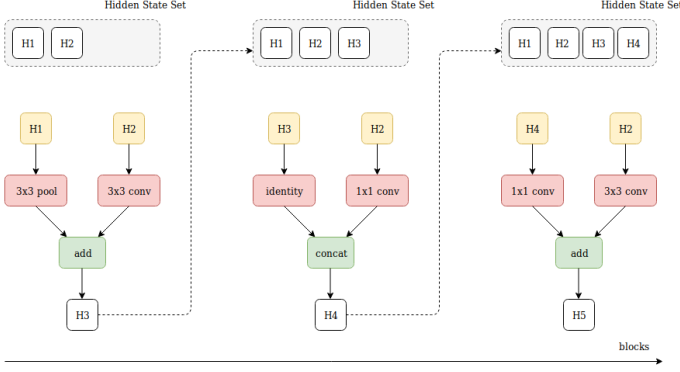 Hidden State Set
Hidden State Set
Hidden State Set
H1 H2
H1 H2 H3
H1 H2 H3 H4
H1 H2
H3 H2
H4 H2
3x3 pool 3x3 conv
identity 1x1 conv
1x1 conv 3x3 conv
add
concat
add
H3
H4
H5
blocks